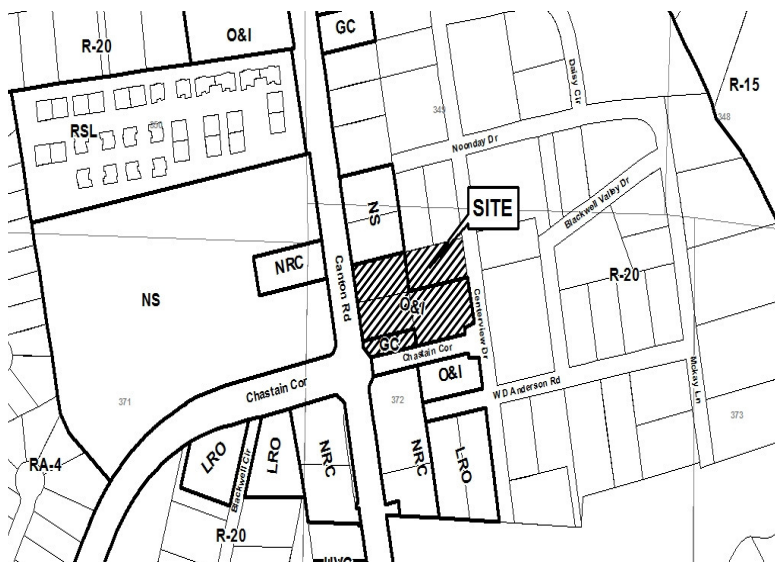 GC
O&I
R-20
Daisy Cir
R-15
349
348
RSL
Noonday Dr
NS
SITE
Blackwell Valley Dr
NRC
Canton Rd
R-20
NS
O&I
Centerview Dr
GC
Chastain Cor
O&I
Chastain Cor
WD Anderson Rd
Mckay Ln
371
372
373
LRO
LRO
NRC
NRC
LRO
RA-4
Blackwell Cir
R-20